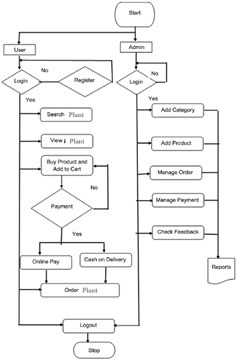 Start
User
Admin
No
No
Login
Register
Login
Yes
Yes
Search Plant
Add Category
View : Plant
Add Product
Buy Product and
Add to Cart
No
Manage Order
Payment
Manage Payment
Yes
Check Feedback
Online Pay
Cash on Delivery
Reports
Order Plant
Logout
Stop